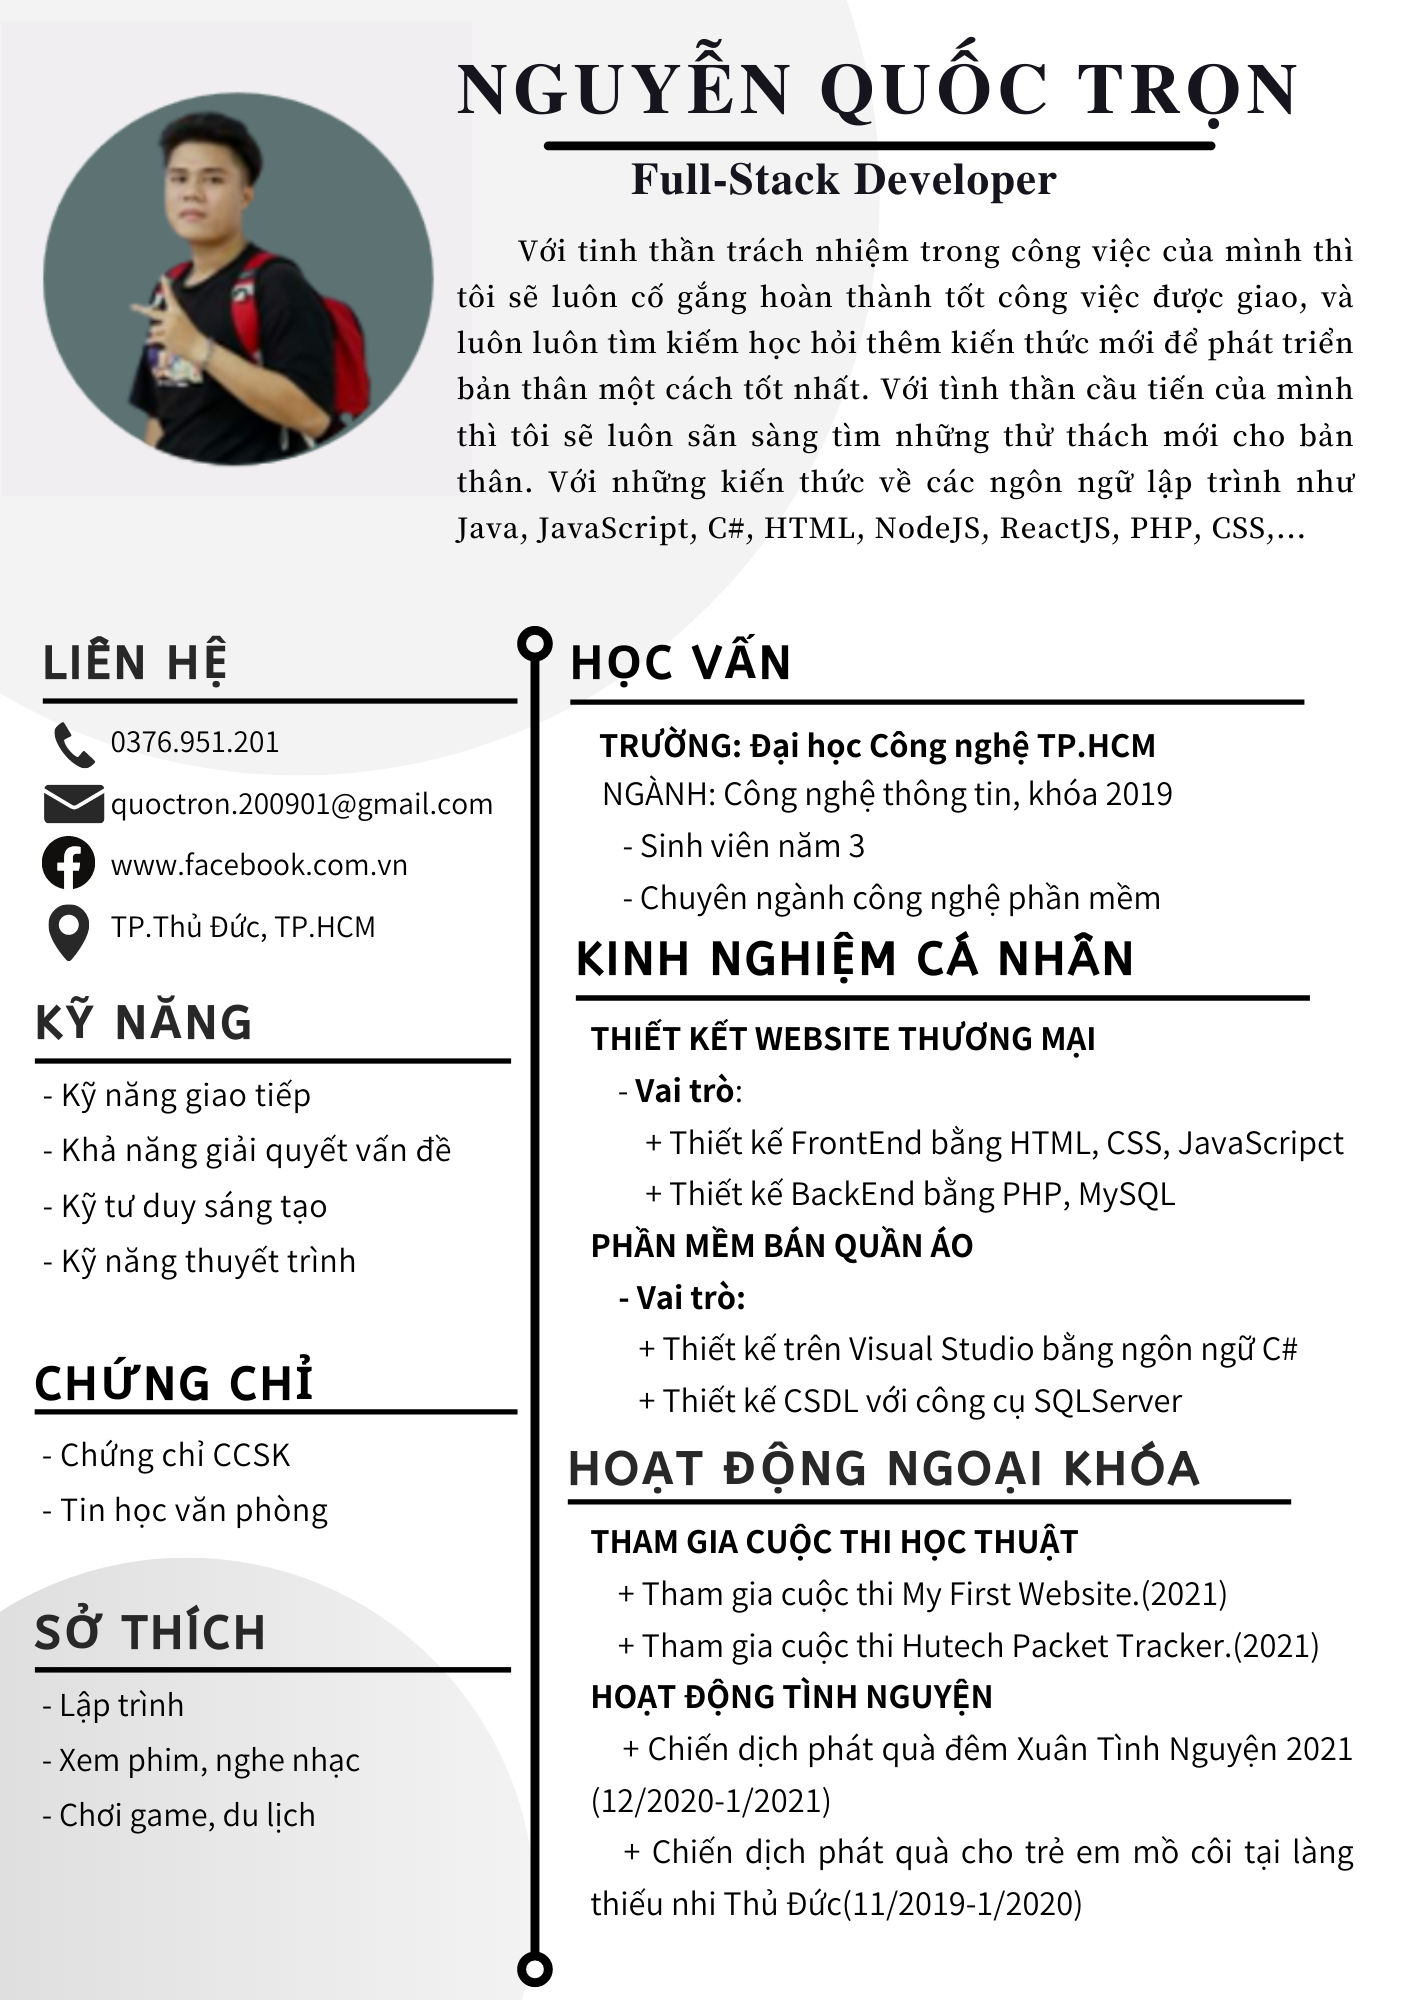 NGUYỄN QUỐC TRỌN
Full-Stack Developer
Với tinh thần trách nhiệm trong công việc của mình thì
tôi sẽ luôn cố gắng hoàn thành tốt công việc được giao, và
luôn luôn tìm kiếm học hỏi thêm kiến thức mới để phát triển
bản thân một cách tốt nhất. Với tình thần cầu tiến của mình
thì tôi sẽ luôn sãn sàng tìm những thử thách mới cho bản
thân. Với những kiến thức về các ngôn ngữ lập trình như
Java, JavaScript, C#, HTML, NodeJS, ReactJS, PHP, CSS,...
LIÊN HỆ
0376.951.201
quoctron.200901@gmail.com
www.facebook.com.vn
TP.Thủ Đức, TP.HCM
KỸ NĂNG
- Kỹ năng giao tiếp
- Khả năng giải quyết vấn đề
- Kỹ tư duy sáng tạo
- Kỹ năng thuyết trình
CHỨNG CHỈ
- Chứng chỉ CCSK
- Tin học văn phòng
SỞ THÍCH
- Lập trình
- Xem phim, nghe nhạc
- Chơi game, du lịch
HỌC VẤN
TRƯỜNG: Đại học Công nghệ TP.HCM
NGÀNH: Công nghệ thông tin, khóa 2019
- Sinh viên năm 3
- Chuyên ngành công nghệ phần mềm
KINH NGHIỆM CÁ NHÂN
THIẾT KẾT WEBSITE THƯƠNG MẠI
- Vai trò:
+ Thiết kế FrontEnd bằng HTML, CSS, JavaScripct
+ Thiết kế BackEnd bằng PHP, MySQL
PHẦN MỀM BÁN QUẦN ÁO
- Vai trò:
+ Thiết kế trên Visual Studio bằng ngôn ngữ C#
+ Thiết kế CSDL với công cụ SQLServer
HOẠT ĐỘNG NGOẠI KHÓA
THAM GIA CUỘC THI HỌC THUẬT
+ Tham gia cuộc thi My First Website.(2021)
+ Tham gia cuộc thi Hutech Packet Tracker.(2021)
HOẠT ĐỘNG TÌNH NGUYỆN
+ Chiến dịch phát quà đêm Xuân Tình Nguyện 2021
(12/2020-1/2021)
+ Chiến dịch phát quà cho trẻ em mồ côi tại làng
thiếu nhi Thủ Đức(11/2019-1/2020)